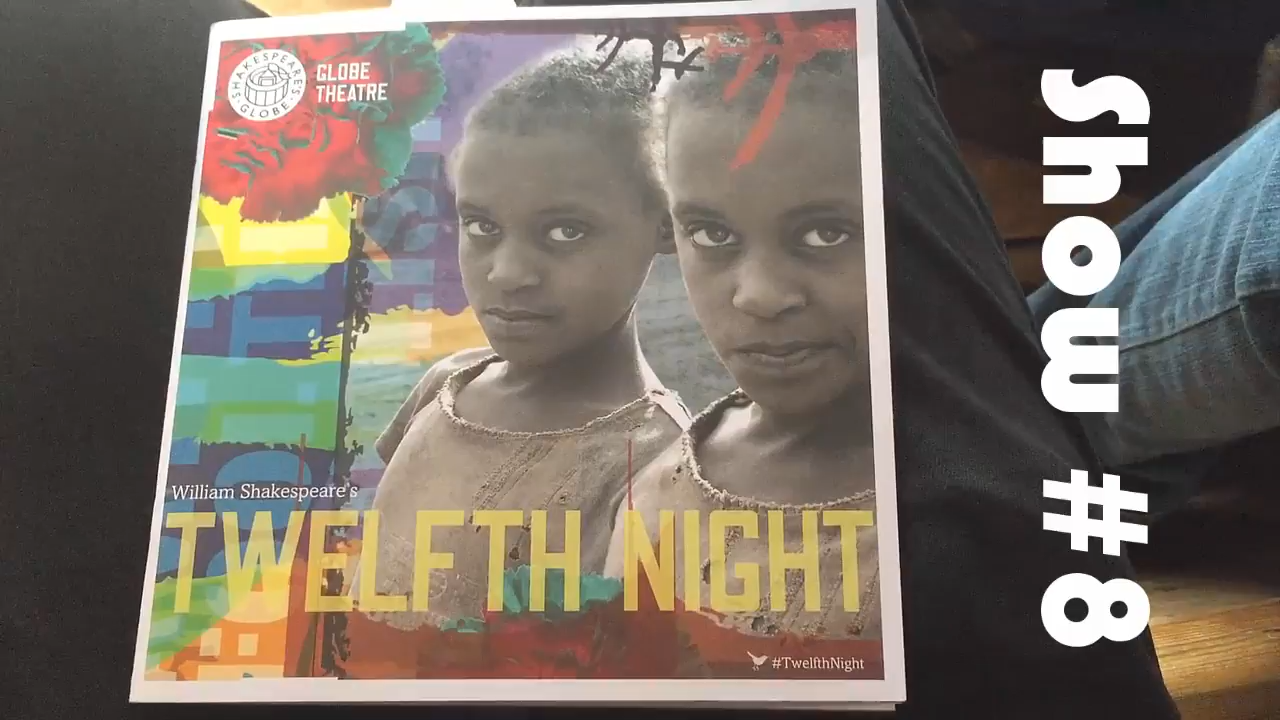 SHAKESPEARE'S GLOBE
GLOBE
THEATRE
William Shakespeare's
TWELFTH NIGHT
#TwelfthNight
Show #8